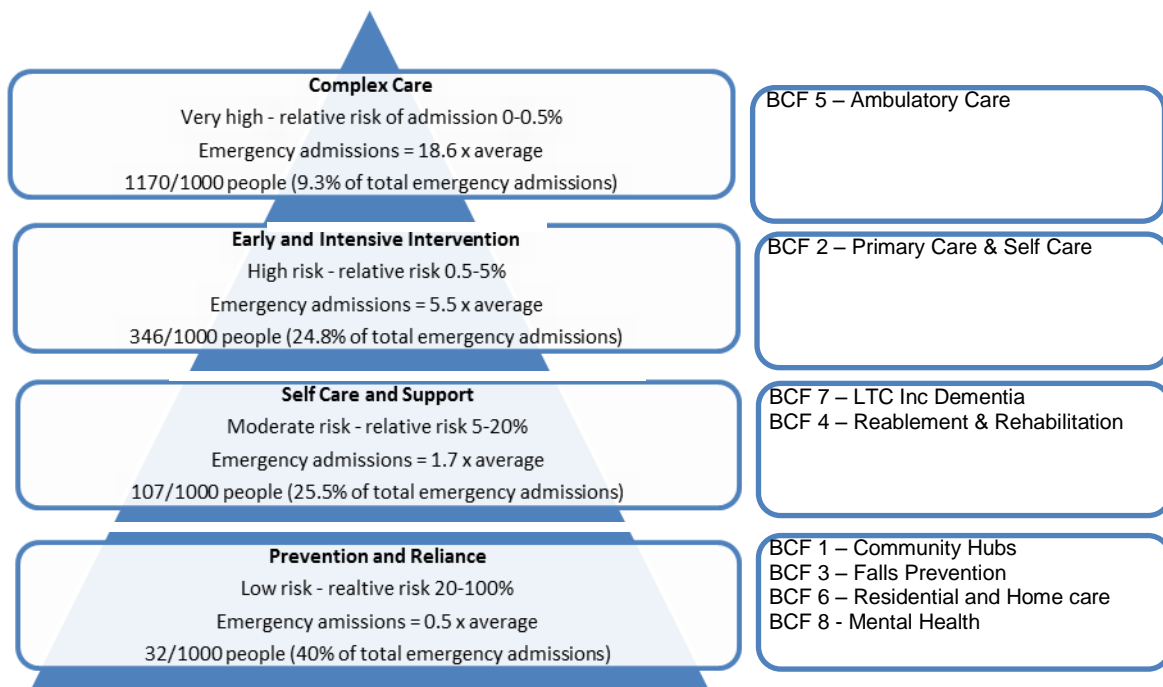 Complex Care
Very high - relative risk of admission 0-0.5%
Emergency admissions = 18.6 x average
1170/1000 people (9.3% of total emergency admissions)
BCF 5 – Ambulatory Care
Early and Intensive Intervention
High risk - relative risk 0.5-5%
Emergency admissions = 5.5 x average
346/1000 people (24.8% of total emergency admissions)
BCF 2 – Primary Care & Self Care
Self Care and Support
Moderate risk - relative risk 5-20%
Emergency admissions = 1.7 x average
107/1000 people (25.5% of total emergency admissions)
BCF 7 – LTC Inc Dementia
BCF 4 – Reablement & Rehabilitation
Prevention and Reliance
Low risk - realtive risk 20-100%
Emergency amissions = 0.5 x average
32/1000 people (40% of total emergency admissions)
BCF 1 – Community Hubs
BCF 3 – Falls Prevention
BCF 6 – Residential and Home care
BCF 8 - Mental Health